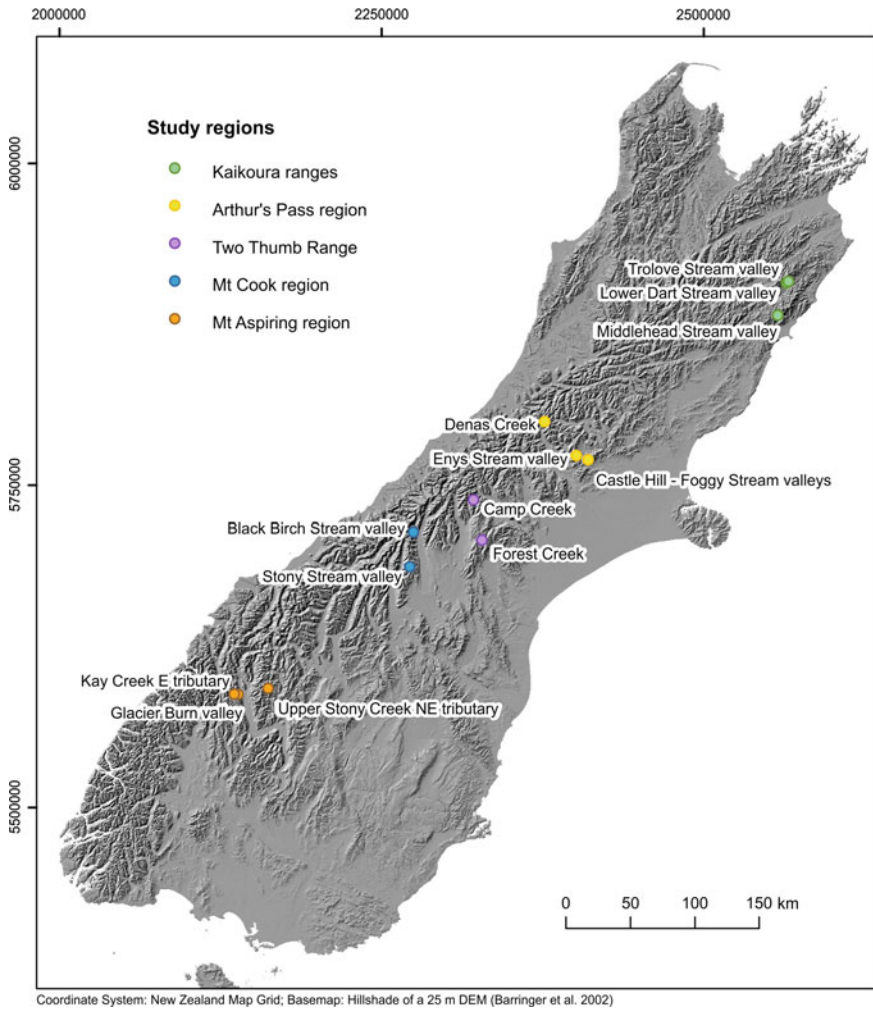 2000000
2250000
2500000
6000000
5750000
5500000
Study regions
Kaikoura ranges
Arthur's Pass region
Two Thumb Range
Mt Cook region
Mt Aspiring region
Trolove Stream valley
Lower Dart Stream valley
Middlehead Stream valley
Denas Creek
Enys Stream valley
Castle Hill - Foggy Stream valleys
Camp Creek
Black Birch Stream valley
Forest Creek
Stony Stream valley
Kay Creek E tributary
Glacier Burn valley
Upper Stony Creek NE tributary
0 50 100 150 km
Coordinate System: New Zealand Map Grid; Basemap: Hillshade of a 25 m DEM (Barringer et al. 2002)